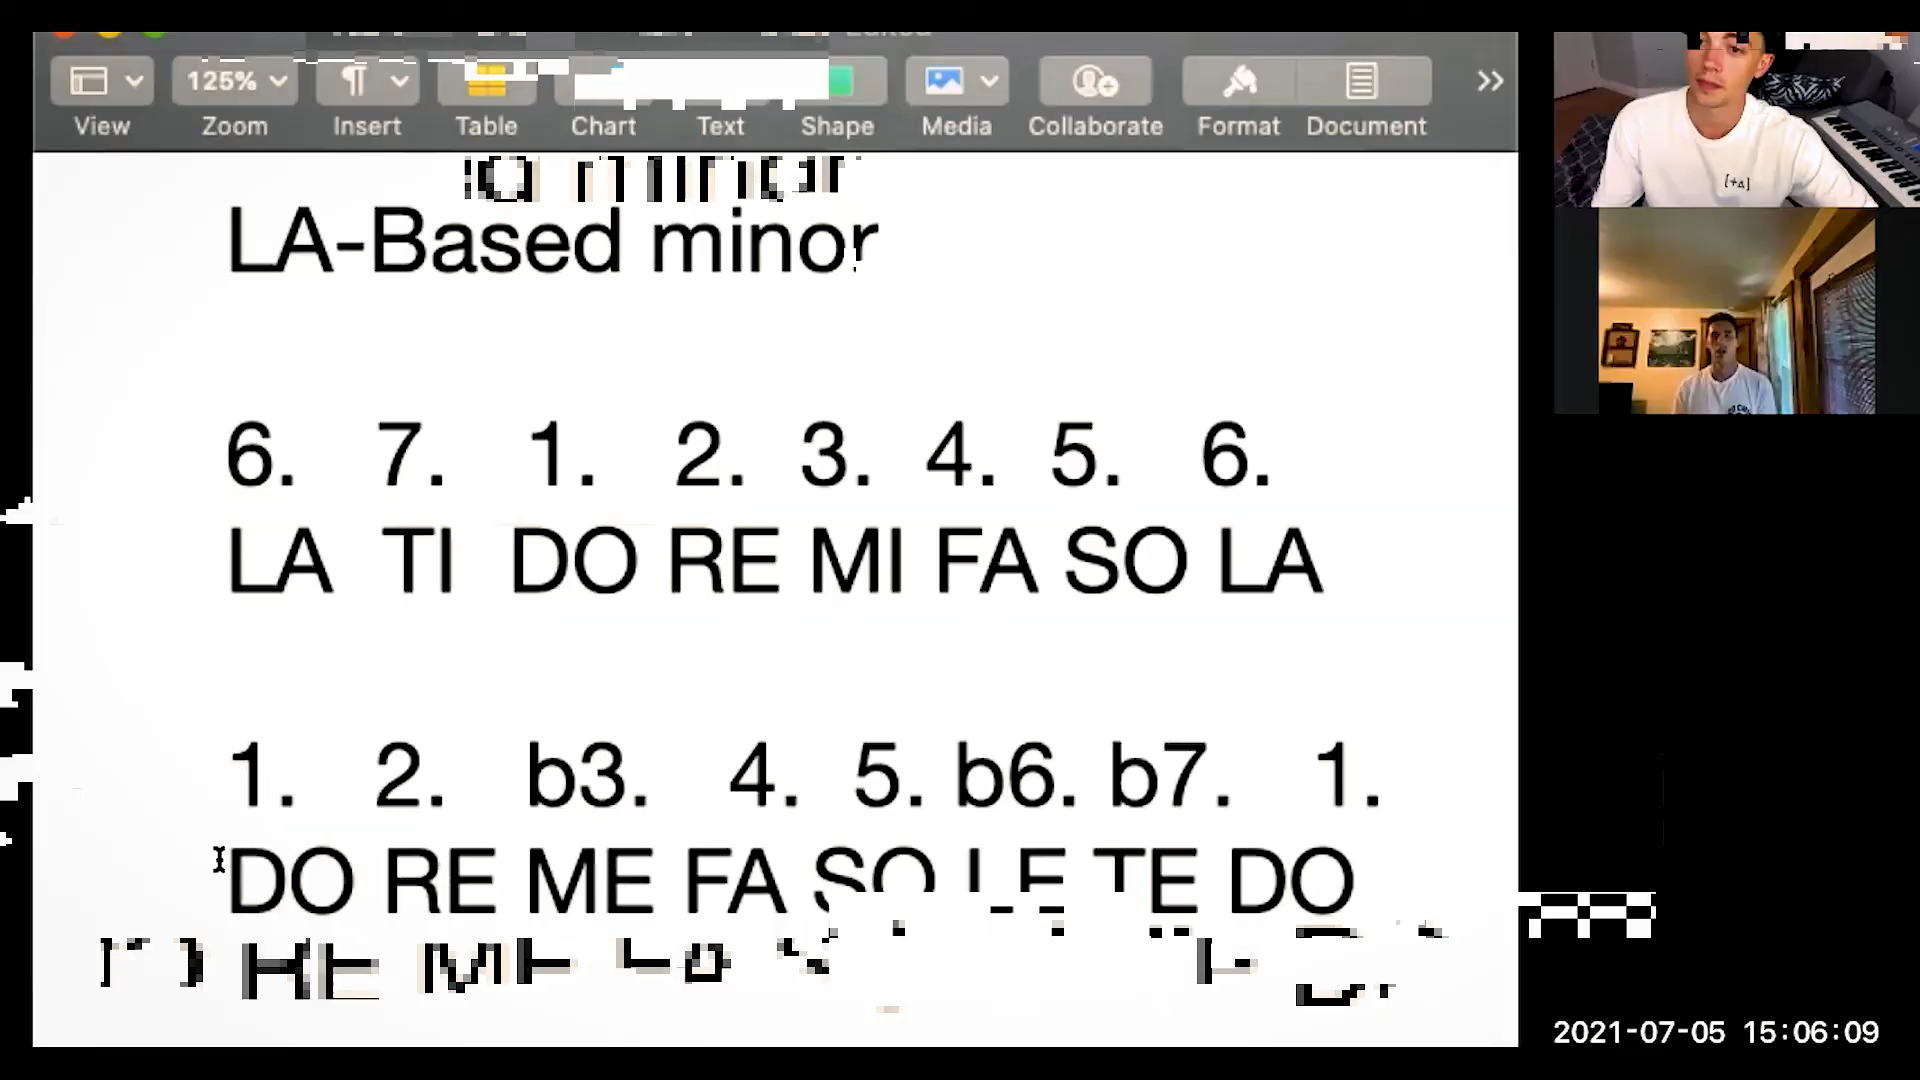 Edited
125%
View Zoom Insert Table Chart Text Shape Media Collaborate Format Document
LA-Based minor
6. 7. 1. 2. 3. 4. 5. 6.
LA TI DO RE MI FA SO LA
1. 2. b3. 4. 5. b6. b7. 1.
DO RE ME FA SO LE TE DO
2021-07-05 15:06:09